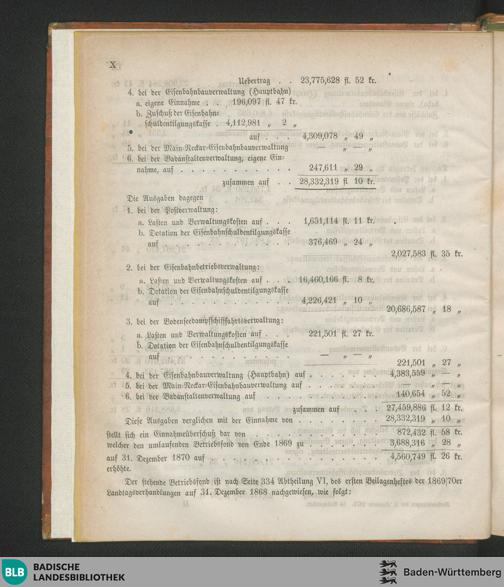 X
Uebertrag . . 23,775,628 fl. 52 kr.
4. bei der Eisenbahnbauverwaltung (Hauptbahn)
a. eigene Einnahme . . 196,097 fl. 47 kr.
b. Zuschuß der Eisenbahn-
schuldentilgungskasse . 4,112,981 „ 2 „
auf . . . 4,309,078 „ 49 „
5. bei der Main-Neckar-Eisenbahnbauverwaltung — „ — „
6. bei der Badanstaltenverwaltung, eigene Ein-
nahme, auf . . . . . . . . . . 247,611 „ 29 „
zusammen auf . . 28,332,319 fl. 10 kr.
Die Ausgaben dagegen
1. bei der Postverwaltung:
a. Lasten und Verwaltungskosten auf . . . 1,651,114 fl. 11 kr.
b. Dotation der Eisenbahnschuldentilgungskasse
auf . . . . . . . . . . 376,469 „ 24 „
2,027,583 fl. 35 kr.
2. bei der Eisenbahnbetriebsverwaltung:
a. Lasten und Verwaltungskosten auf . . . 16,460,166 fl. 8 kr.
b. Dotation der Eisenbahnschuldentilgungskasse
auf . . . . . . . . . . 4,226,421 „ 10 „
20,686,587 „ 18 „
3. bei der Bodenseedampfschifffahrtsverwaltung:
a. Lasten und Verwaltungskosten auf . . . 221,501 fl. 27 kr.
b. Dotation der Eisenbahnschuldentilgungskasse
auf . . . . . . . . . . — „ — „
221,501 „ 27 „
4. bei der Eisenbahnbauverwaltung (Hauptbahn) auf . . . . . . . 4,383,559 „ — „
5. bei der Main-Neckar-Eisenbahnbauverwaltung auf . . . . . . . — „ — „
6. bei der Badanstaltenverwaltung auf . . . . . . . . . . 140,654 „ 52 „
zusammen auf . . . . 27,459,886 fl. 12 kr.
Diese Ausgaben verglichen mit der Einnahme von . . . . . . . 28,332,319 „ 10 „
stellt sich ein Einnahmeüberschuß dar von . . . . . . . . . 872,432 fl. 58 kr.
welcher den umlaufenden Betriebsfond von Ende 1869 zu . . . . . . 3,688,316 „ 28 „
auf 31. Dezember 1870 auf . . . . . . . . . . . . 4,560,749 fl. 26 kr.
erhöhte.
Der stehende Betriebsfond ist nach Seite 334 Abtheilung VI. des ersten Beilagenheftes der 1869/70er
Landtagsverhandlungen auf 31. Dezember 1868 nachgewiesen, wie folgt:
BLB BADISCHE
LANDESBIBLIOTHEK
Baden-Württemberg